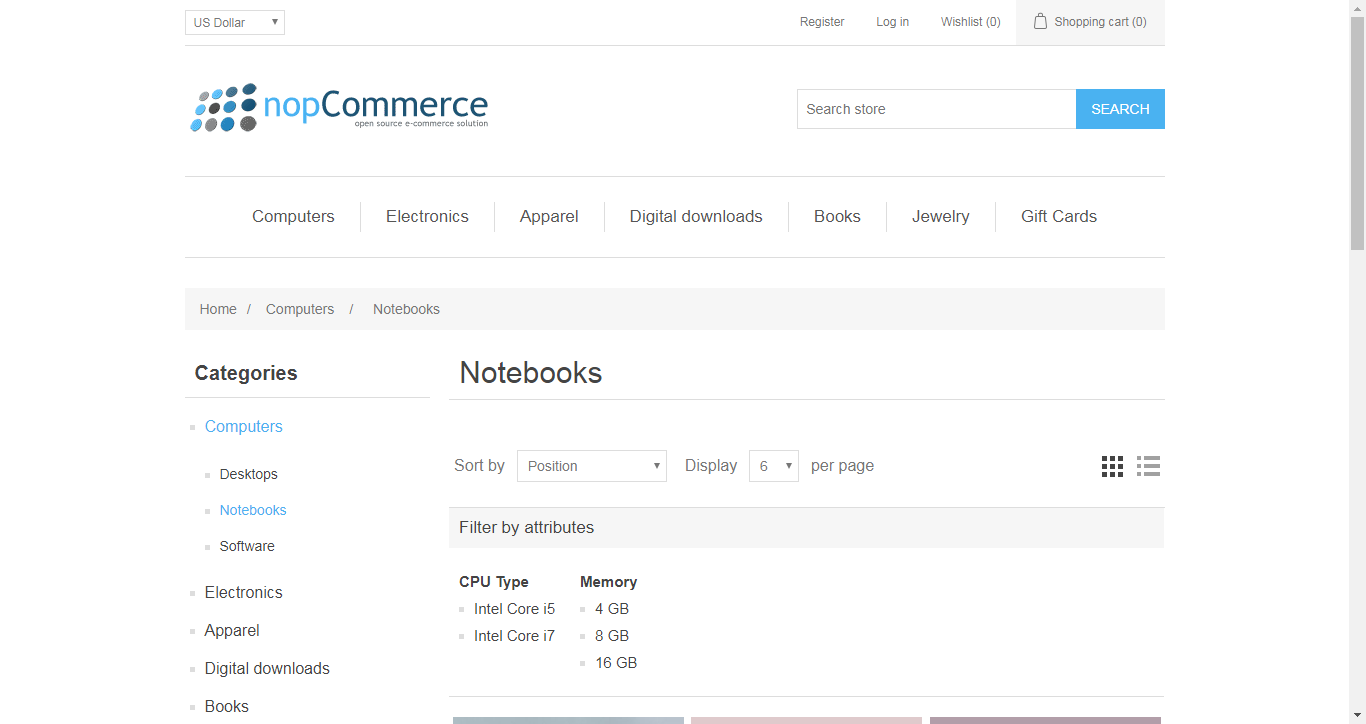 US Dollar Register Log in Wishlist (0) Shopping cart (0)
nopCommerce
open source e-commerce solution
Search store SEARCH
Computers Electronics Apparel Digital downloads Books Jewelry Gift Cards
Home / Computers / Notebooks
Categories
Computers
Desktops
Notebooks
Software
Electronics
Apparel
Digital downloads
Books
Notebooks
Sort by Position Display 6 per page
Filter by attributes
CPU Type
Intel Core i5
Intel Core i7
Memory
4 GB
8 GB
16 GB